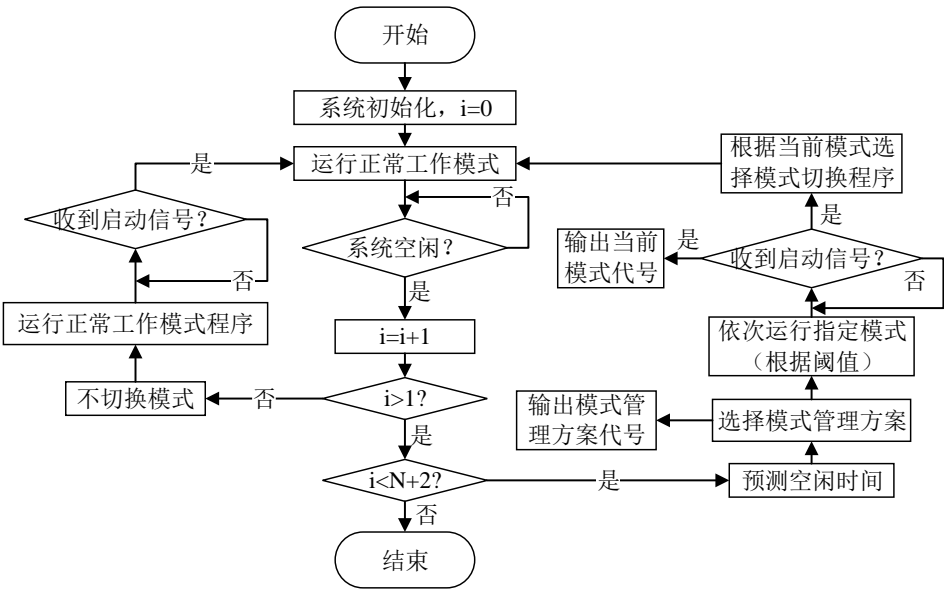 开始
系统初始化，i=0
运行正常工作模式
是
收到启动信号？
否
运行正常工作模式程序
不切换模式
否
否
系统空闲？
是
i=i+1
i>1?
是
i<N+2?
否
结束
是
根据当前模式选
择模式切换程序
是
输出当前
模式代号
是
收到启动信号？
否
依次运行指定模式
（根据阈值）
输出模式管
理方案代号
选择模式管理方案
预测空闲时间